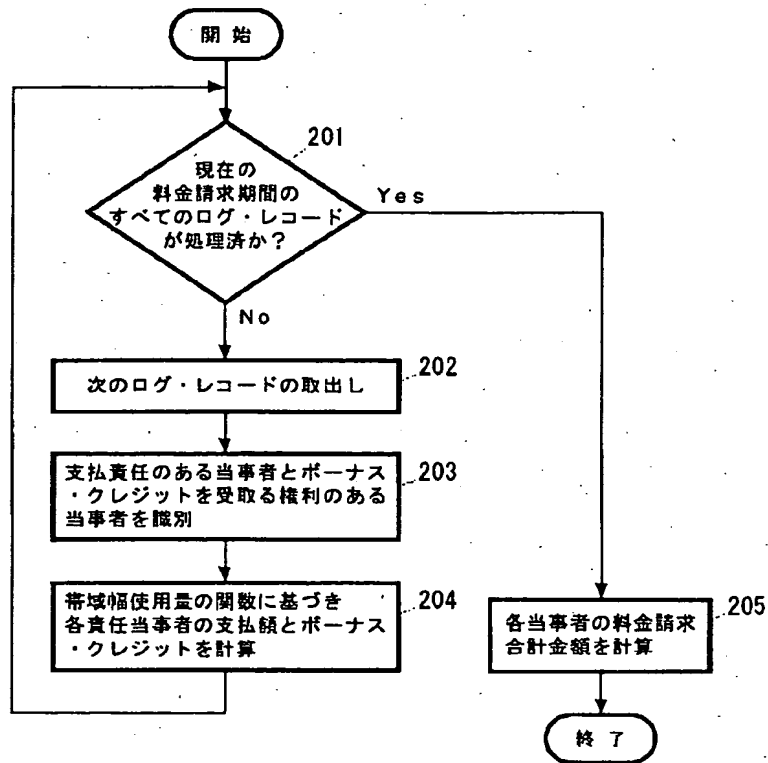 開始
201
現在の
料金請求期間の
すべてのログ・レコード
が処理済か?
Yes
No
次のログ・レコードの取出し
202
支払責任のある当事者とボーナス
・クレジットを受取る権利のある
当事者を識別
203
帯域幅使用量の関数に基づき
各責任当事者の支払額とボーナス
・クレジットを計算
204
各当事者の料金請求
合計金額を計算
205
終了